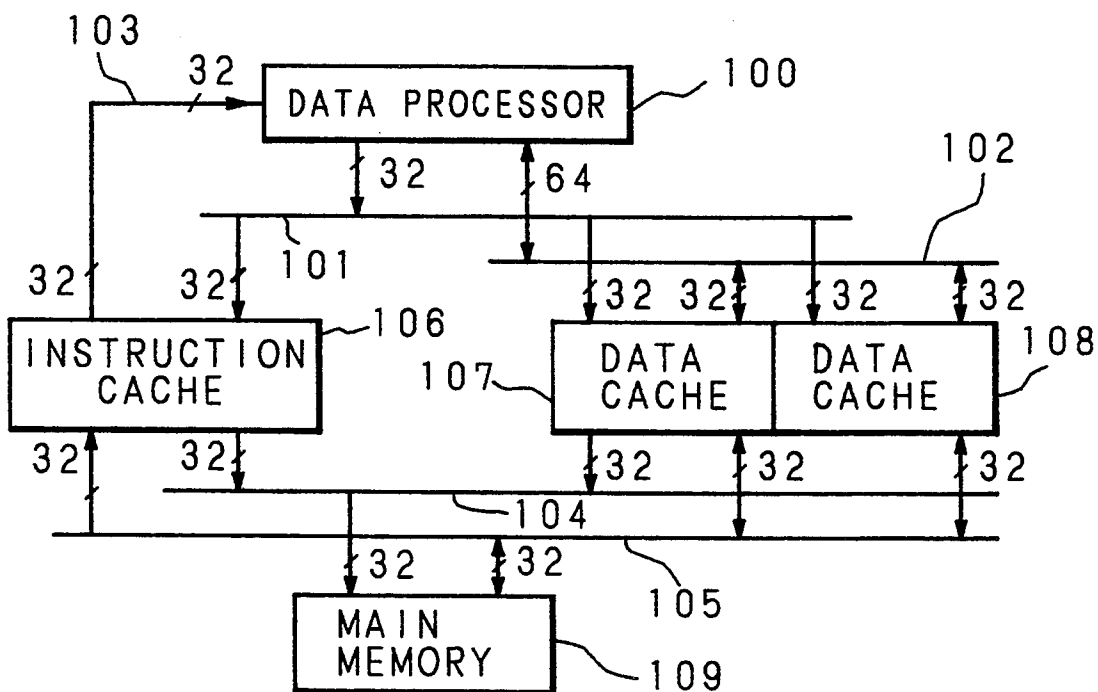 103
32
DATA PROCESSOR
100
32
64
102
101
32
32
32
32
32
32
106
INSTRUCTION
CACHE
107
DATA
CACHE
DATA
CACHE
108
32
32
32
32
32
104
32
32
105
MAIN
MEMORY
109